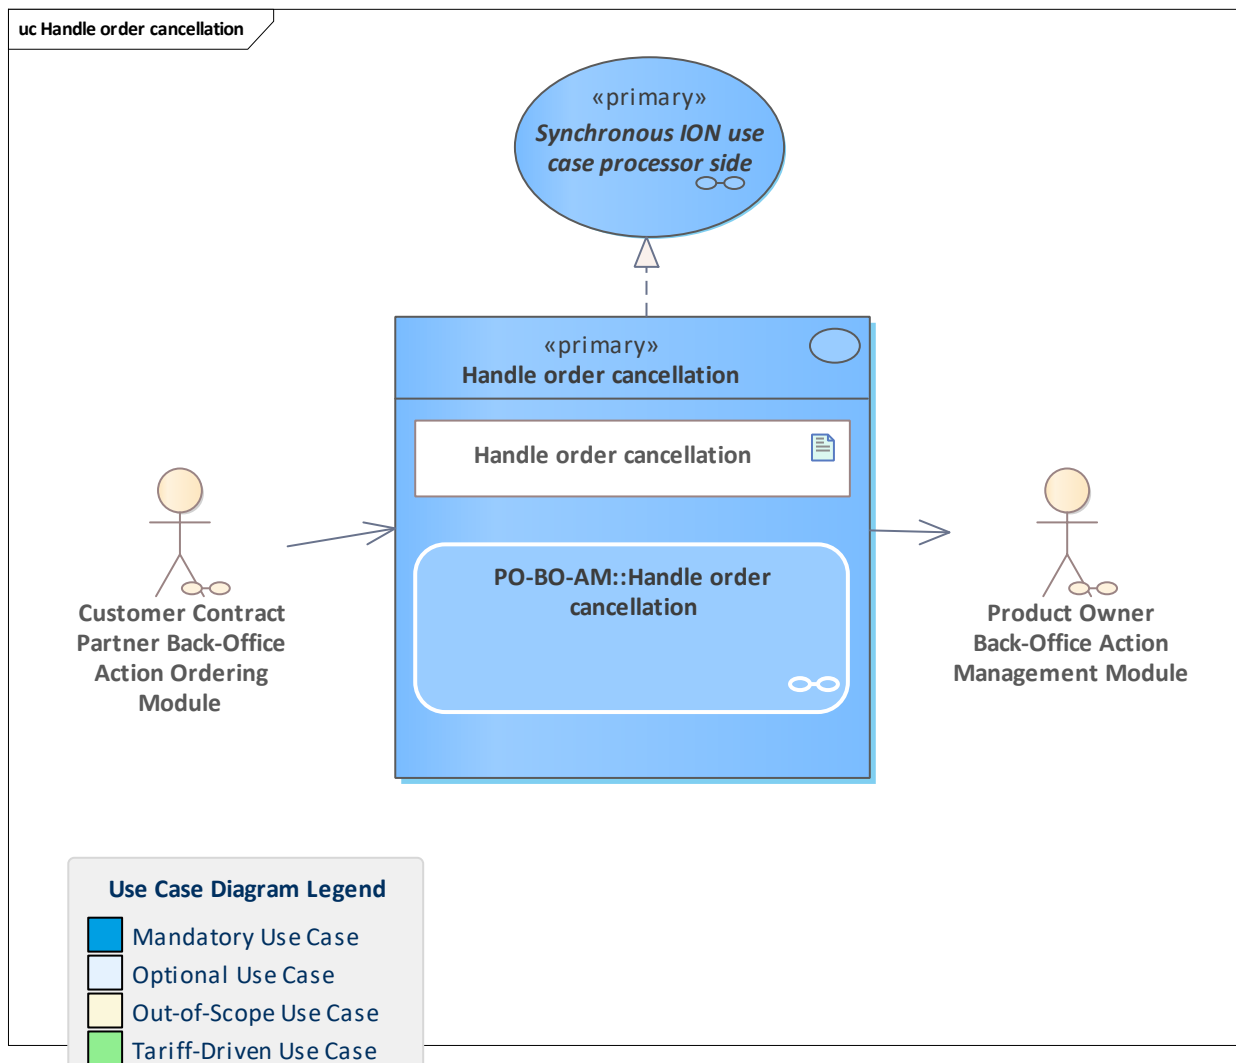 uc Handle order cancellation
«primary»
Synchronous ION use
case processor side
«primary»
Handle order cancellation
Handle order cancellation
PO-BO-AM::Handle order
cancellation
Customer Contract
Partner Back-Office
Action Ordering
Module
Product Owner
Back-Office Action
Management Module
Use Case Diagram Legend
Mandatory Use Case
Optional Use Case
Out-of-Scope Use Case
Tariff-Driven Use Case